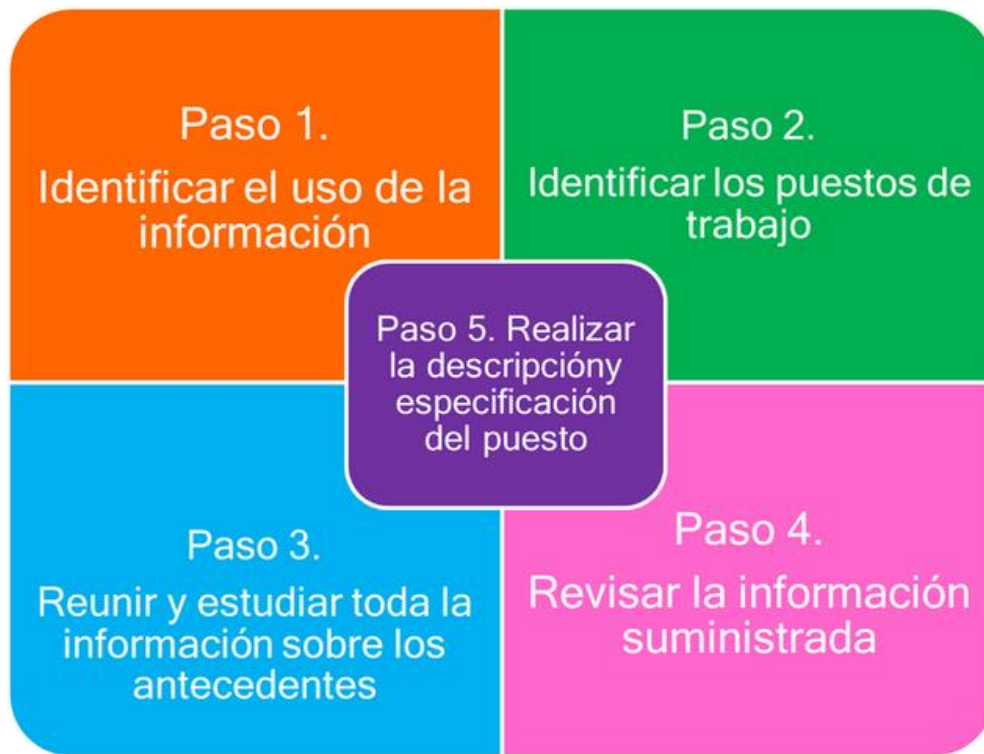 Paso 1.
Identificar el uso de la
información
Paso 2.
Identificar los puestos de
trabajo
Paso 3.
Reunir y estudiar toda la
información sobre los
antecedentes
Paso 4.
Revisar la información
suministrada
Paso 5. Realizar
la descripcióny
especificación
del puesto